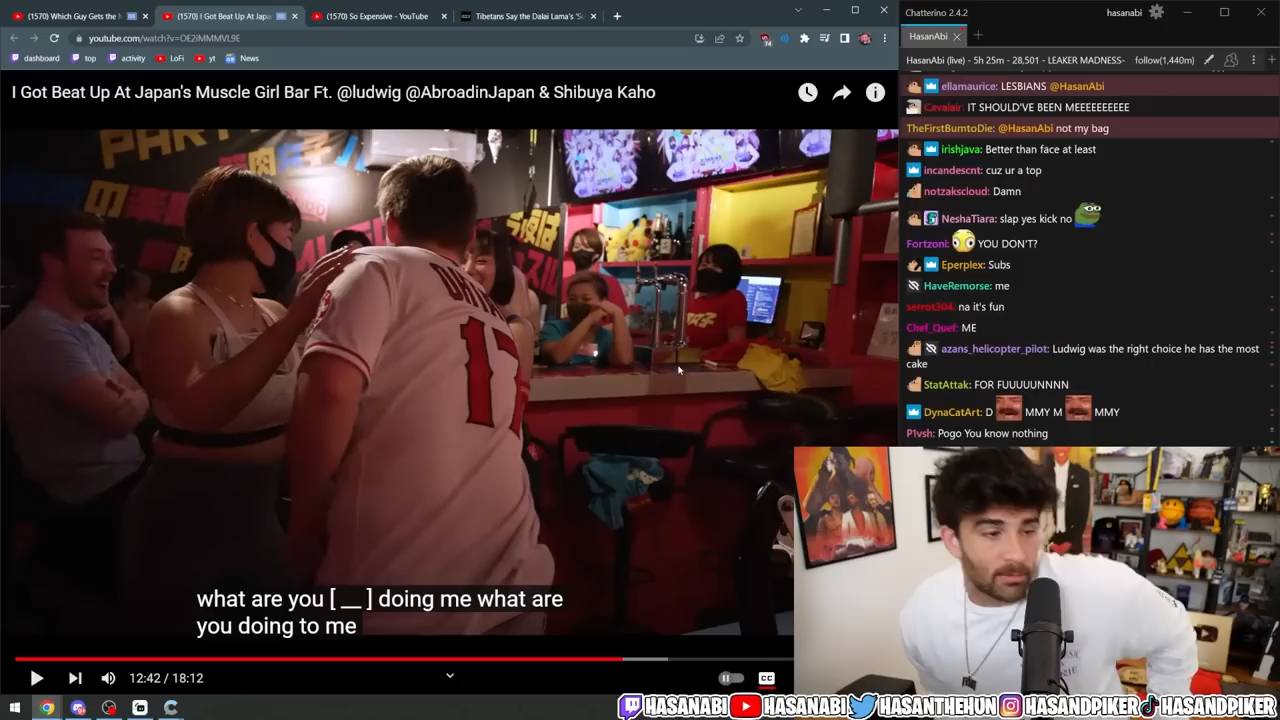 (1570) Which Guy Gets the
(1570) I Got Beat Up At Japa
(1570) So Expensive - YouTube
Tibetans Say the Dalai Lama's "Su
youtube.com/watch?v=OE2iMMMVL9E
dashboard
top
activity
LoFi
yt
News
74
I Got Beat Up At Japan's Muscle Girl Bar Ft. @ludwig @AbroadinJapan & Shibuya Kaho
PART
17
what are you [ __ ] doing me what are
you doing to me
12:42 / 18:12
CC
Chatterino 2.4.2
hasanabi
HasanAbi
HasanAbi (live) - 5h 25m - 28,501 - LEAKER MADNESS-
follow(1,440m)
ellamaurice: LESBIANS @HasanAbi
Cavalair: IT SHOULD'VE BEEN MEEEEEEEEE
TheFirstBumtoDie: @HasanAbi not my bag
irishjava: Better than face at least
incandescnt: cuz ur a top
notzakscloud: Damn
NeshaTiara: slap yes kick no
Fortzoni: YOU DON'T?
Eperplex: Subs
HaveRemorse: me
serrot304: na it's fun
Chef_Quef: ME
azans_helicopter_pilot: Ludwig was the right choice he has the most
cake
StatAttak: FOR FUUUUUNNNN
DynaCatArt: D MMY M MMY
P1vsh: Pogo You know nothing
HASANABI HASANABI HASANTHEHUN HASANDPIKER HASANDPIKER